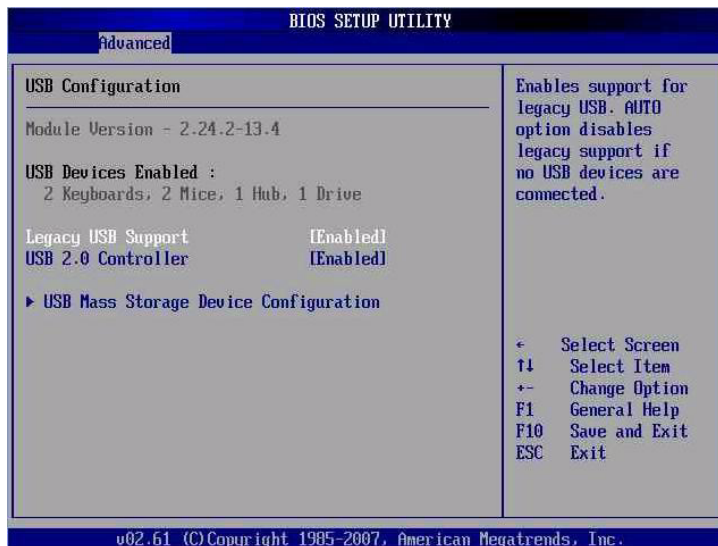 BIOS SETUP UTILITY
Advanced
USB Configuration
Module Version - 2.24.2-13.4
USB Devices Enabled :
2 Keyboards, 2 Mice, 1 Hub, 1 Drive
Legacy USB Support [Enabled]
USB 2.0 Controller [Enabled]
▶ USB Mass Storage Device Configuration
Enables support for
legacy USB. AUTO
option disables
legacy support if
no USB devices are
connected.
← Select Screen
↑↓ Select Item
+- Change Option
F1 General Help
F10 Save and Exit
ESC Exit
v02.61 (C)Copyright 1985-2007, American Megatrends, Inc.